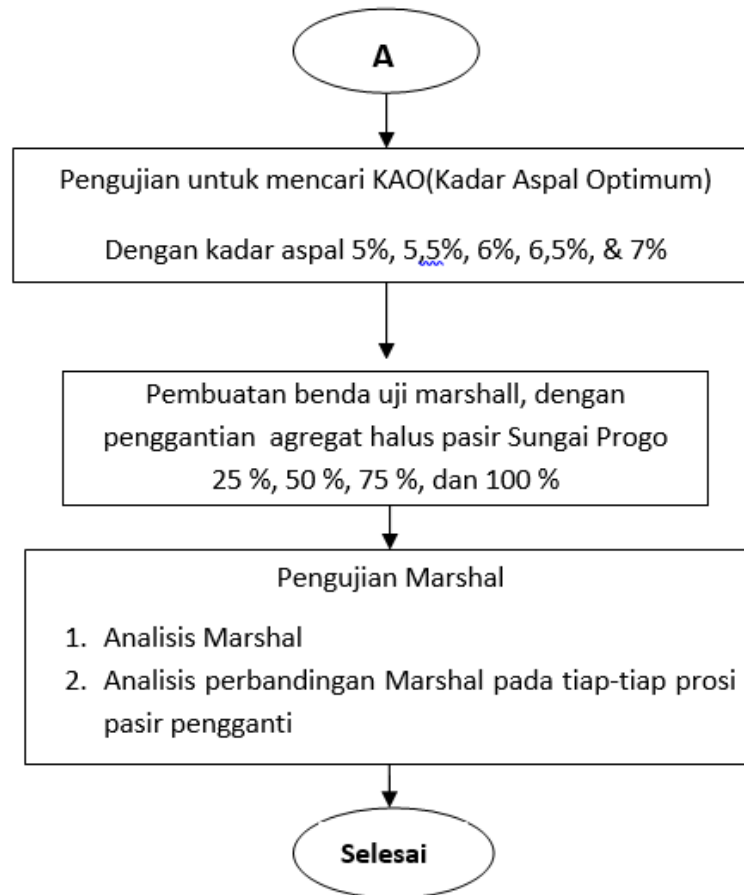 A
Pengujian untuk mencari KAO(Kadar Aspal Optimum)
Dengan kadar aspal 5%, 5,5%, 6%, 6,5%, & 7%
Pembuatan benda uji marshall, dengan
penggantian agregat halus pasir Sungai Progo
25 %, 50 %, 75 %, dan 100 %
Pengujian Marshal
1. Analisis Marshal
2. Analisis perbandingan Marshal pada tiap-tiap prosi
pasir pengganti
Selesai